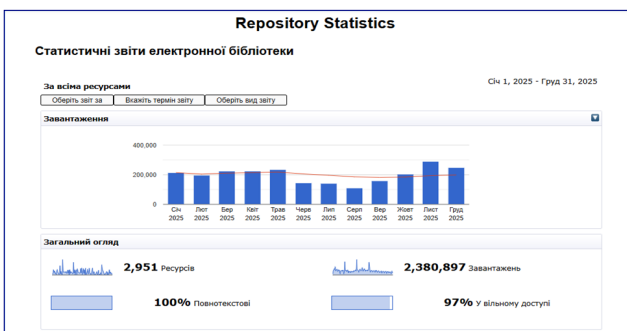 Repository Statistics
Статистичні звіти електронної бібліотеки
Січ 1, 2025 - Груд 31, 2025
За всіма ресурсами
Оберіть звіт за Вкажіть термін звіту Оберіть вид звіту
Завантаження
400.000
200.000
0
Січ Лют Бер Квіт Трав Черв Лип Серп Вер Жовт Лист Груд
2025 2025 2025 2025 2025 2025 2025 2025 2025 2025 2025 2025
Загальний огляд
2,951 Ресурсів 2,380,897 Завантажень
100% Повнотекстові 97% У вільному доступі